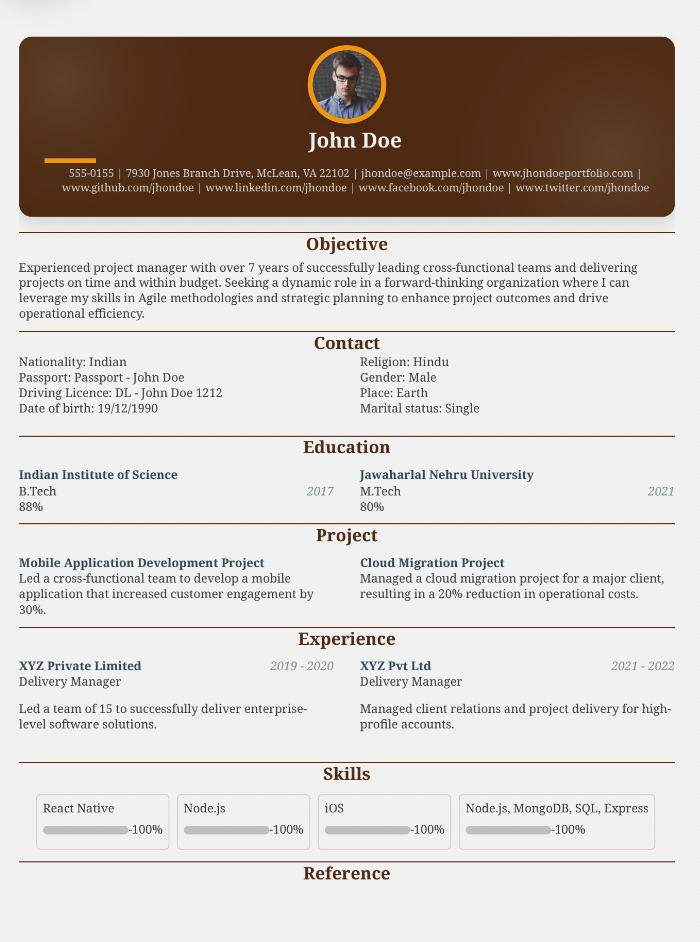 John Doe
555-0155 | 7930 Jones Branch Drive, McLean, VA 22102 | jhondoe@example.com | www.jhondoeportfolio.com |
www.github.com/jhondoe | www.linkedin.com/jhondoe | www.facebook.com/jhondoe | www.twitter.com/jhondoe
Objective
Experienced project manager with over 7 years of successfully leading cross-functional teams and delivering
projects on time and within budget. Seeking a dynamic role in a forward-thinking organization where I can
leverage my skills in Agile methodologies and strategic planning to enhance project outcomes and drive
operational efficiency.
Contact
Nationality: Indian
Passport: Passport - John Doe
Driving Licence: DL - John Doe 1212
Date of birth: 19/12/1990
Religion: Hindu
Gender: Male
Place: Earth
Marital status: Single
Education
Indian Institute of Science
B.Tech 2017
88%
Jawaharlal Nehru University
M.Tech 2021
80%
Project
Mobile Application Development Project
Led a cross-functional team to develop a mobile
application that increased customer engagement by
30%.
Cloud Migration Project
Managed a cloud migration project for a major client,
resulting in a 20% reduction in operational costs.
Experience
XYZ Private Limited 2019 - 2020
Delivery Manager
Led a team of 15 to successfully deliver enterprise-
level software solutions.
XYZ Pvt Ltd 2021 - 2022
Delivery Manager
Managed client relations and project delivery for high-
profile accounts.
Skills
React Native
-100%
Node.js
-100%
iOS
-100%
Node.js, MongoDB, SQL, Express
-100%
Reference